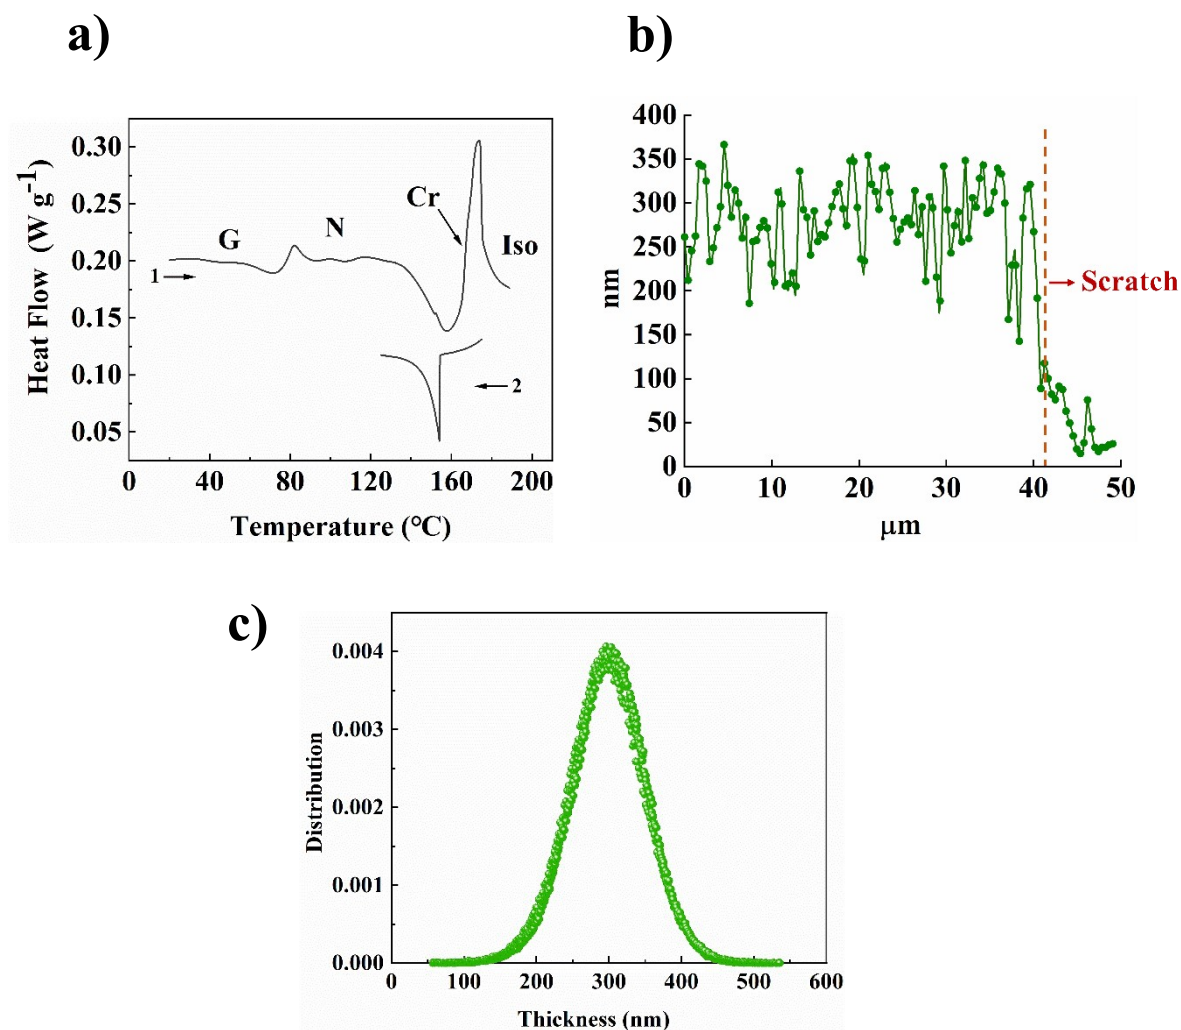 a)
Heat Flow (W g-1)
0.30
0.25
0.20
0.15
0.10
0.05
G
N
Cr
Iso
1
2
0 40 80 120 160 200
Temperature (°C)
b)
nm
400
350
300
250
200
150
100
50
0
Scratch
0 10 20 30 40 50
μm
c)
Distribution
0.004
0.003
0.002
0.001
0.000
0 100 200 300 400 500 600
Thickness (nm)